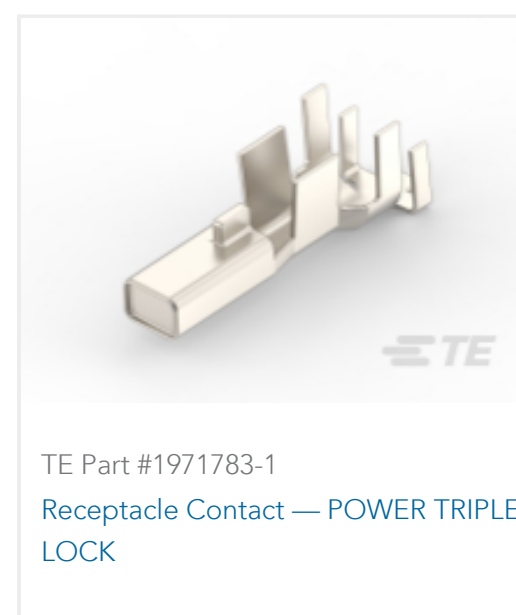 TE
TE Part #1971783-1
Receptacle Contact — POWER TRIPLE
LOCK